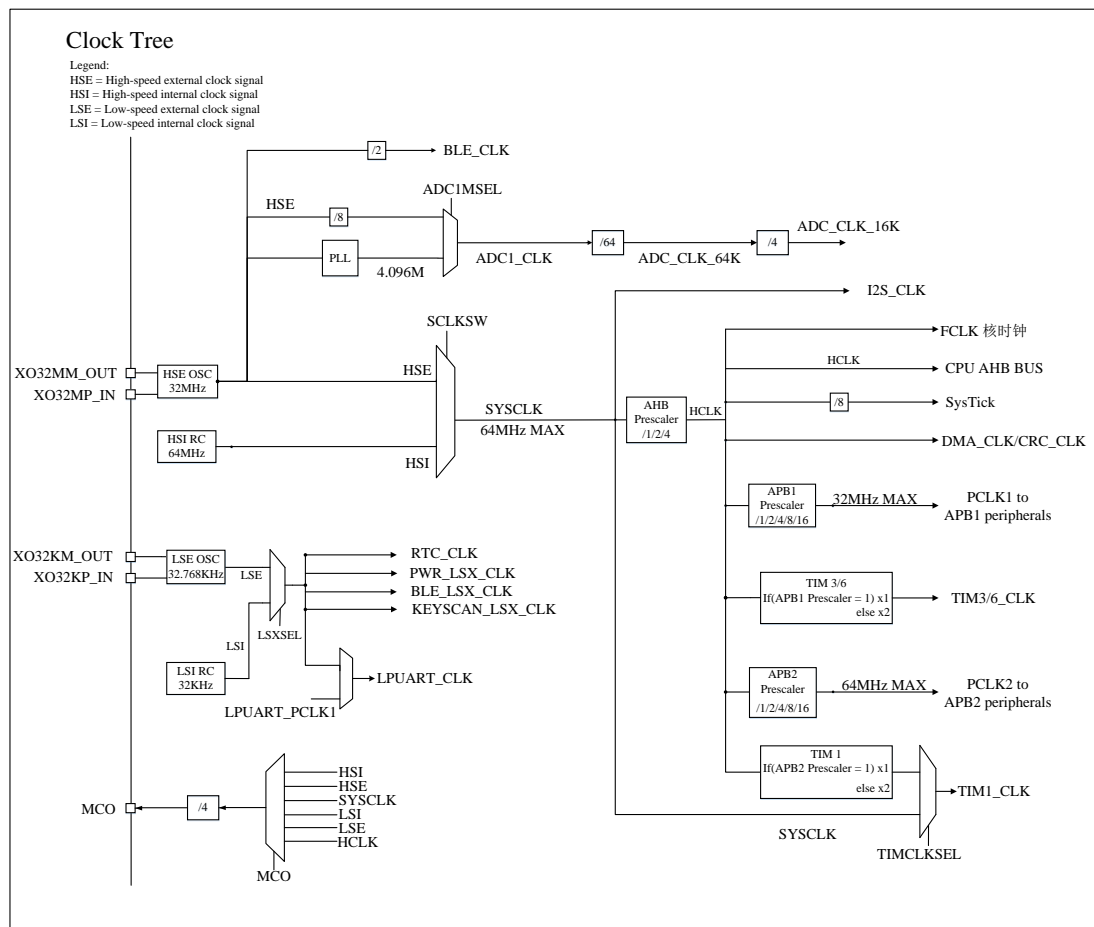 Clock Tree
Legend:
HSE = High-speed external clock signal
HSI = High-speed internal clock signal
LSE = Low-speed external clock signal
LSI = Low-speed internal clock signal
/2
BLE_CLK
ADC1MSEL
HSE
/8
PLL
4.096M
ADC1_CLK
/64
ADC_CLK_64K
/4
ADC_CLK_16K
I2S_CLK
SCLKSW
XO32MM_OUT
XO32MP_IN
HSE OSC
32MHz
HSE
HSI RC
64MHz
HSI
SYSCLK
64MHz MAX
AHB
Prescaler
/1/2/4
HCLK
FCLK 核时钟
HCLK
CPU AHB BUS
/8
SysTick
DMA_CLK/CRC_CLK
APB1
Prescaler
/1/2/4/8/16
32MHz MAX
PCLK1 to
APB1 peripherals
XO32KM_OUT
XO32KP_IN
LSE OSC
32.768KHz
LSE
LSI
LSXSEL
LSI RC
32KHz
RTC_CLK
PWR_LSX_CLK
BLE_LSX_CLK
KEYSCAN_LSX_CLK
LPUART_CLK
LPUART_PCLK1
TIM 3/6
If(APB1 Prescaler = 1) x1
else x2
TIM3/6_CLK
APB2
Prescaler
/1/2/4/8/16
64MHz MAX
PCLK2 to
APB2 peripherals
TIM 1
If(APB2 Prescaler = 1) x1
else x2
TIM1_CLK
SYSCLK
TIMCLKSEL
MCO
/4
HSI
HSE
SYSCLK
LSI
LSE
HCLK
MCO